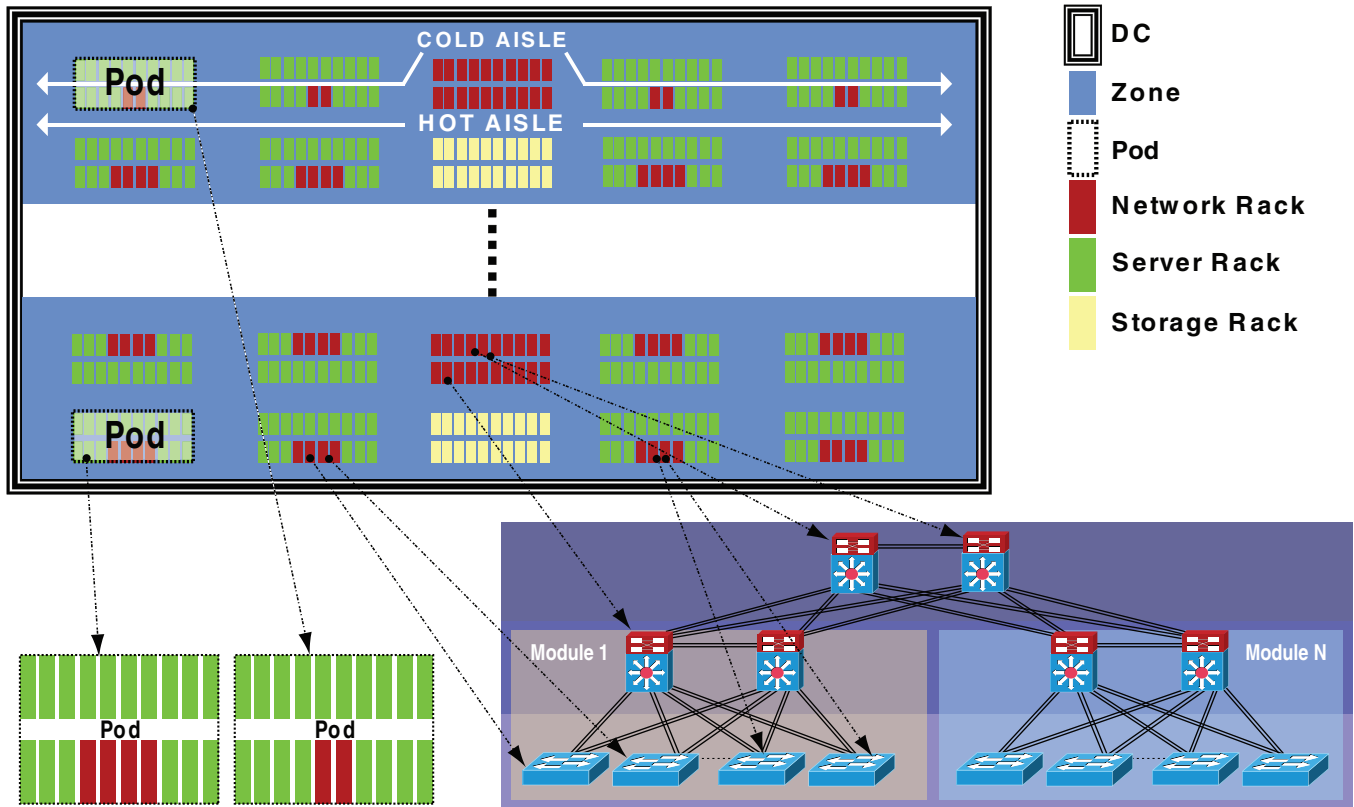 COLD AISLE
Pod
HOT AISLE
Pod
DC
Zone
Pod
Network Rack
Server Rack
Storage Rack
Pod
Pod
Module 1
Module N